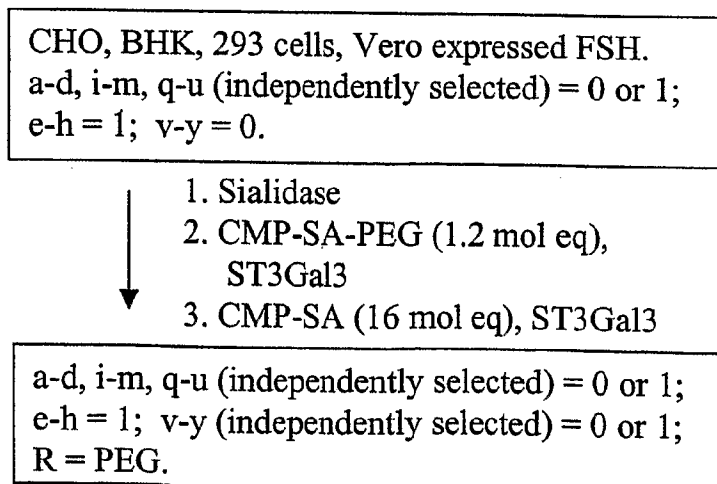 CHO, BHK, 293 cells, Vero expressed FSH.
a-d, i-m, q-u (independently selected) = 0 or 1;
e-h = 1; v-y = 0.
1. Sialidase
2. CMP-SA-PEG (1.2 mol eq),
ST3Gal3
3. CMP-SA (16 mol eq), ST3Gal3
a-d, i-m, q-u (independently selected) = 0 or 1;
e-h = 1; v-y (independently selected) = 0 or 1;
R = PEG.